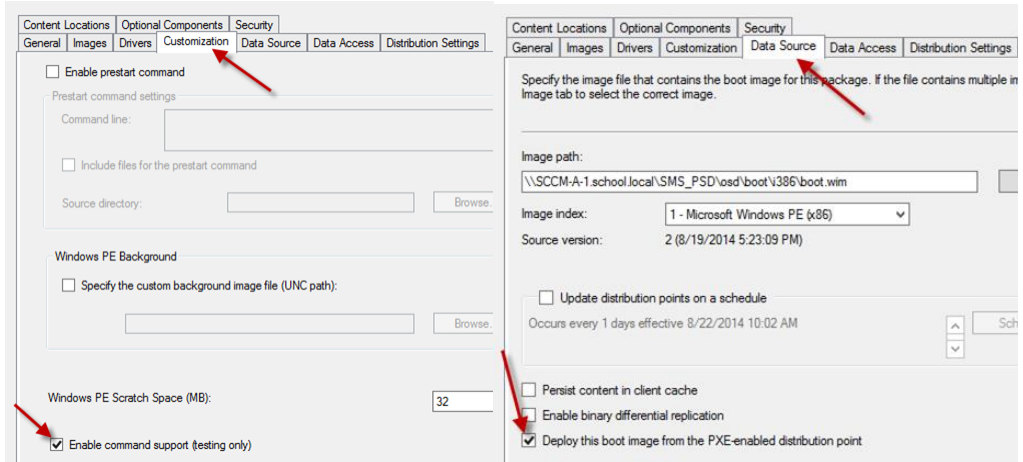 Content Locations Optional Components Security
General Images Drivers Customization Data Source Data Access Distribution Settings
Enable prestart command
Prestart command settings
Command line:
Include files for the prestart command
Source directory:
Browse.
Windows PE Background
Specify the custom background image file (UNC path):
Browse.
Windows PE Scratch Space (MB):
32
Enable command support (testing only)
Content Locations Optional Components Security
General Images Drivers Customization Data Source Data Access Distribution Settings
Specify the image file that contains the boot image for this package. If the file contains multiple im
Image tab to select the correct image.
Image path:
\\SCCM-A-1.school.local\SMS_PSD\osd\boot\i386\boot.wim
Image index:
1 - Microsoft Windows PE (x86)
Source version:
2 (8/19/2014 5:23:09 PM)
Update distribution points on a schedule
Occurs every 1 days effective 8/22/2014 10:02 AM
Sch
Persist content in client cache
Enable binary differential replication
Deploy this boot image from the PXE-enabled distribution point